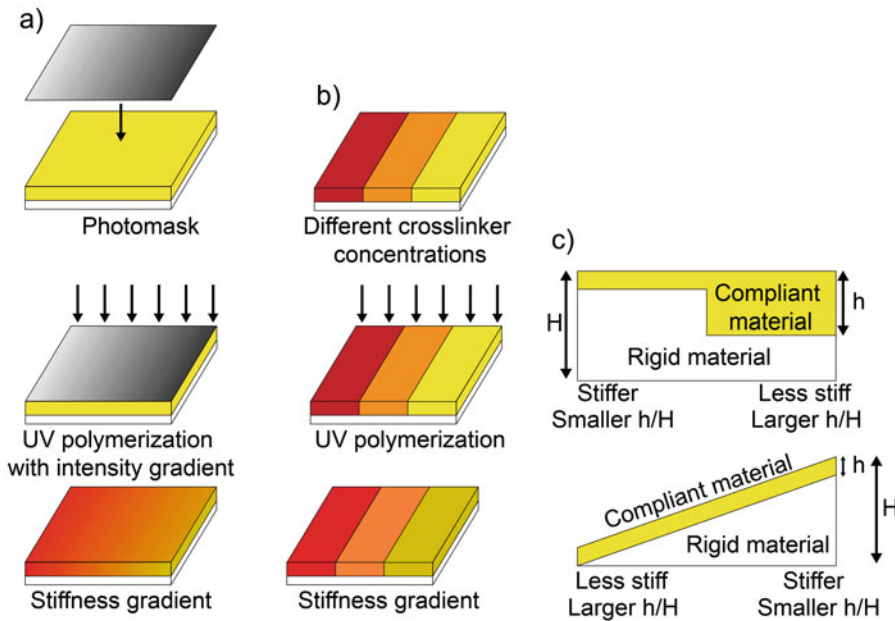 a)
Photomask
UV polymerization
with intensity gradient
Stiffness gradient
b)
Different crosslinker
concentrations
UV polymerization
Stiffness gradient
c)
H
Compliant
material
h
Rigid material
Stiffer
Smaller h/H
Less stiff
Larger h/H
Compliant material
h
H
Rigid material
Less stiff
Larger h/H
Stiffer
Smaller h/H